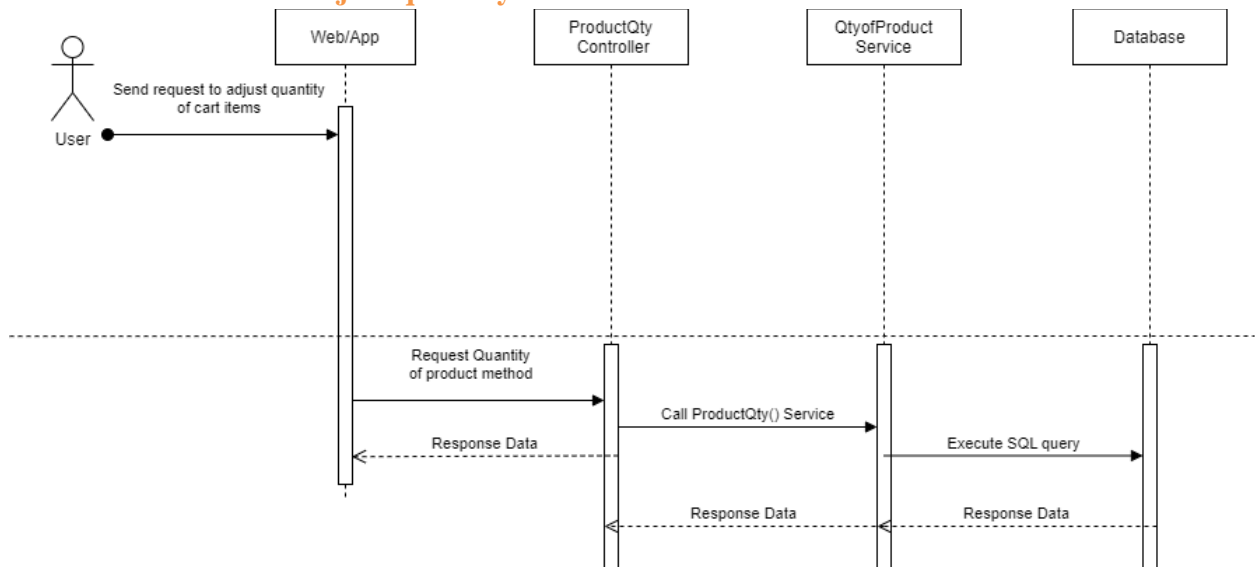 Web/App
ProductQty
Controller
QtyofProduct
Service
Database
Send request to adjust quantity
of cart items
User
Request Quantity
of product method
Call ProductQty() Service
Response Data
Execute SQL query
Response Data
Response Data